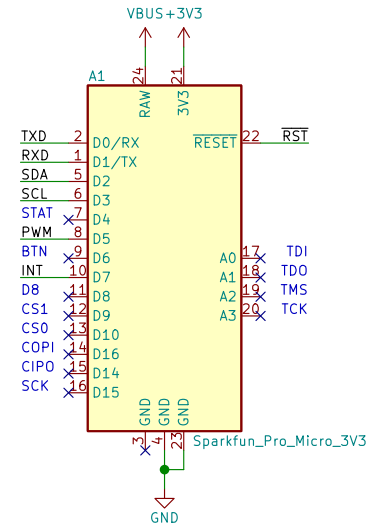 VBUS +3V3
A1
24 21
RAW 3V3
TXD 2 D0/RX RESET 22 RST
RXD 1 D1/TX
SDA 5 D2
SCL 6 D3
STAT 7 D4
PWM 8 D5
BTN 9 D6 A0 17 TDI
INT 10 D7 A1 18 TDO
D8 11 D8 A2 19 TMS
CS1 12 D9 A3 20 TCK
CS0 13 D10
COPI 14 D16
CIPO 15 D14
SCK 16 D15
GND GND GND
3 4 23
Sparkfun_Pro_Micro_3V3
GND